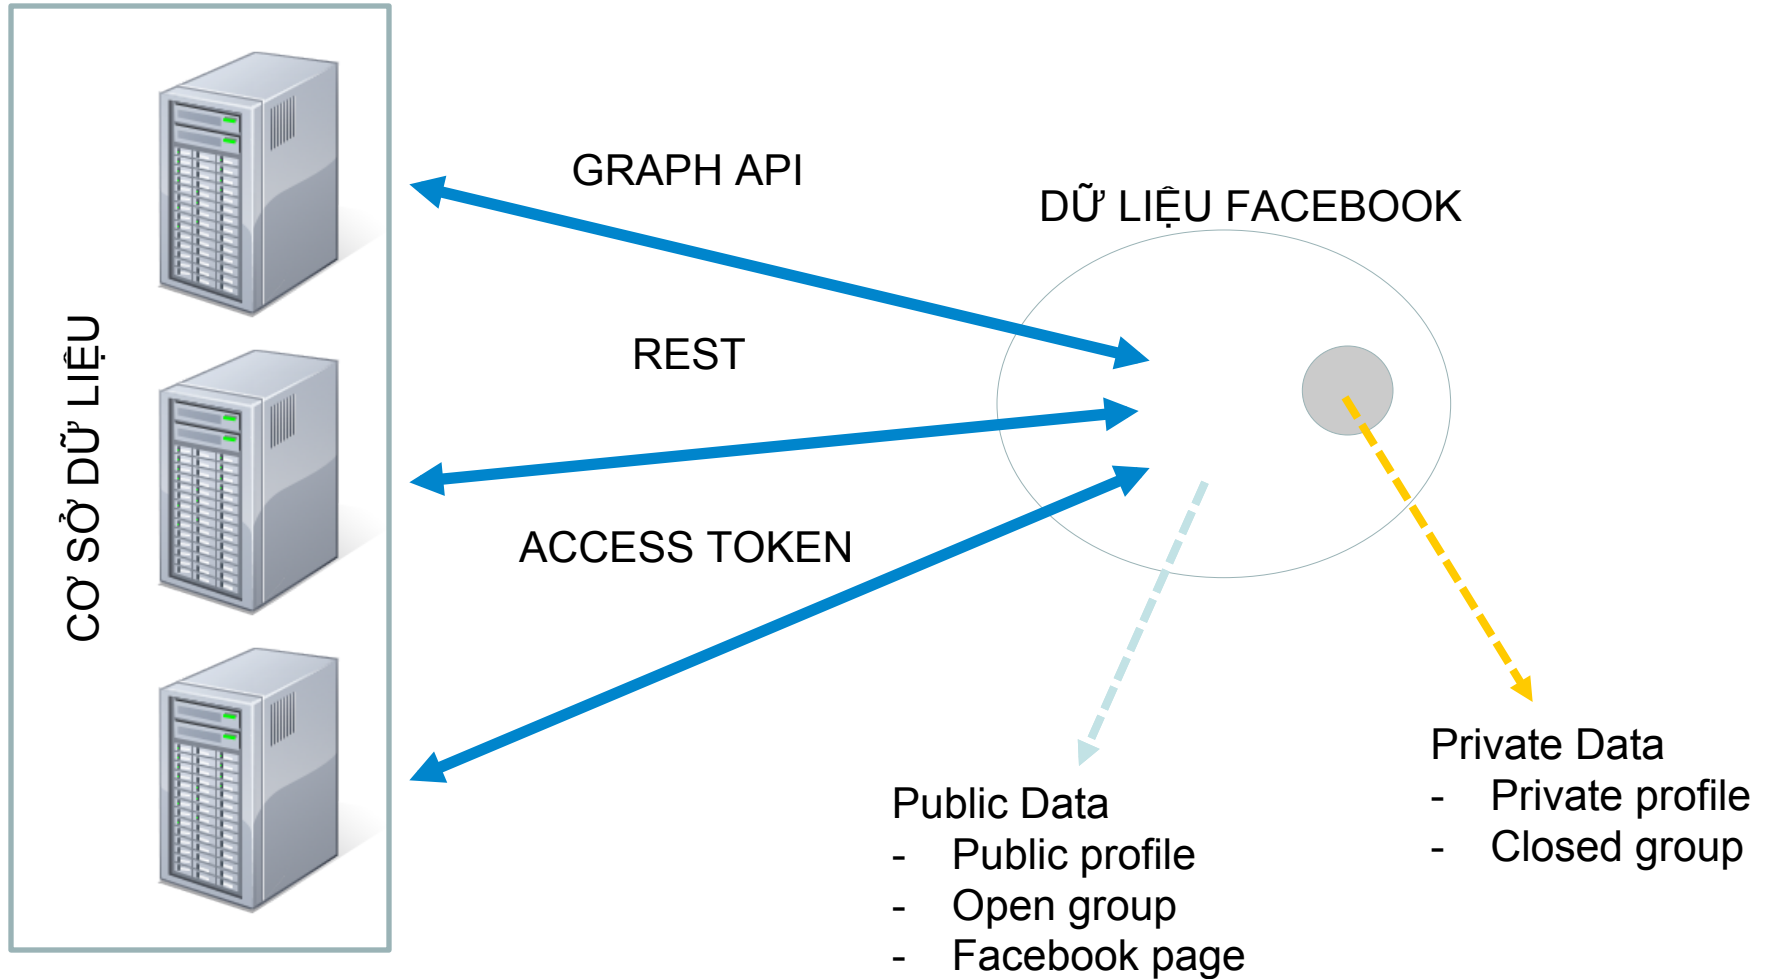 CƠ SỞ DỮ LIỆU
GRAPH API
REST
ACCESS TOKEN
DỮ LIỆU FACEBOOK
Public Data
- Public profile
- Open group
- Facebook page
Private Data
- Private profile
- Closed group